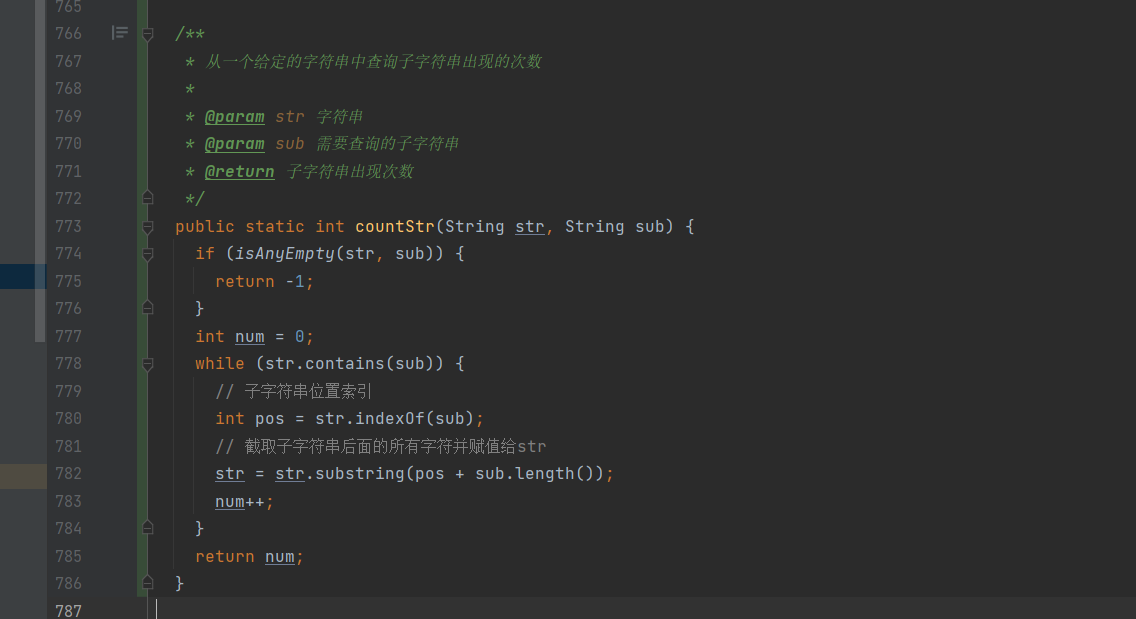 765
766 /**
767 * 从一个给定的字符串中查询子字符串出现的次数
768 *
769 * @param str 字符串
770 * @param sub 需要查询的子字符串
771 * @return 子字符串出现次数
772 */
773 public static int countStr(String str, String sub) {
774 if (isAnyEmpty(str, sub)) {
775 return -1;
776 }
777 int num = 0;
778 while (str.contains(sub)) {
779 // 子字符串位置索引
780 int pos = str.indexOf(sub);
781 // 截取子字符串后面的所有字符并赋值给str
782 str = str.substring(pos + sub.length());
783 num++;
784 }
785 return num;
786 }
787